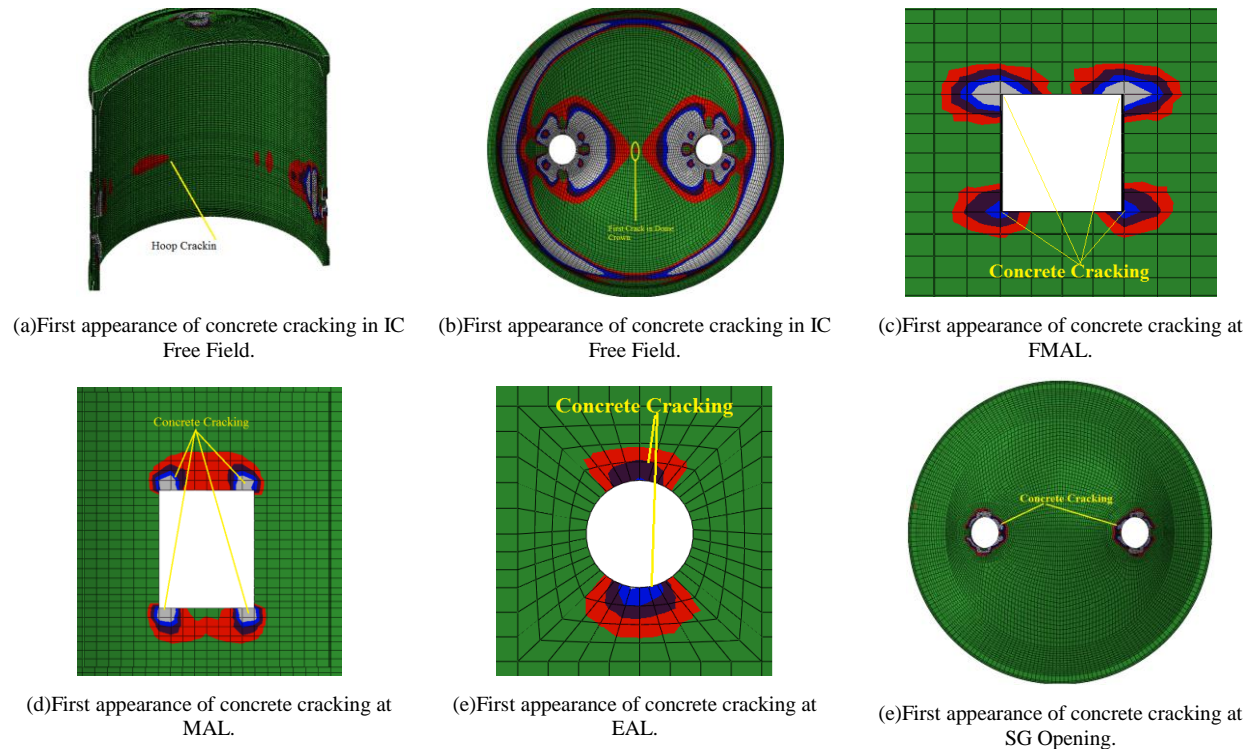 Hoop Crackin
First Crack in Dome
Crown
Concrete Cracking
(a)First appearance of concrete cracking in IC
Free Field.
(b)First appearance of concrete cracking in IC
Free Field.
(c)First appearance of concrete cracking at
FMAL.
Concrete Cracking
Concrete Cracking
Concrete Cracking
(d)First appearance of concrete cracking at
MAL.
(e)First appearance of concrete cracking at
EAL.
(e)First appearance of concrete cracking at
SG Opening.